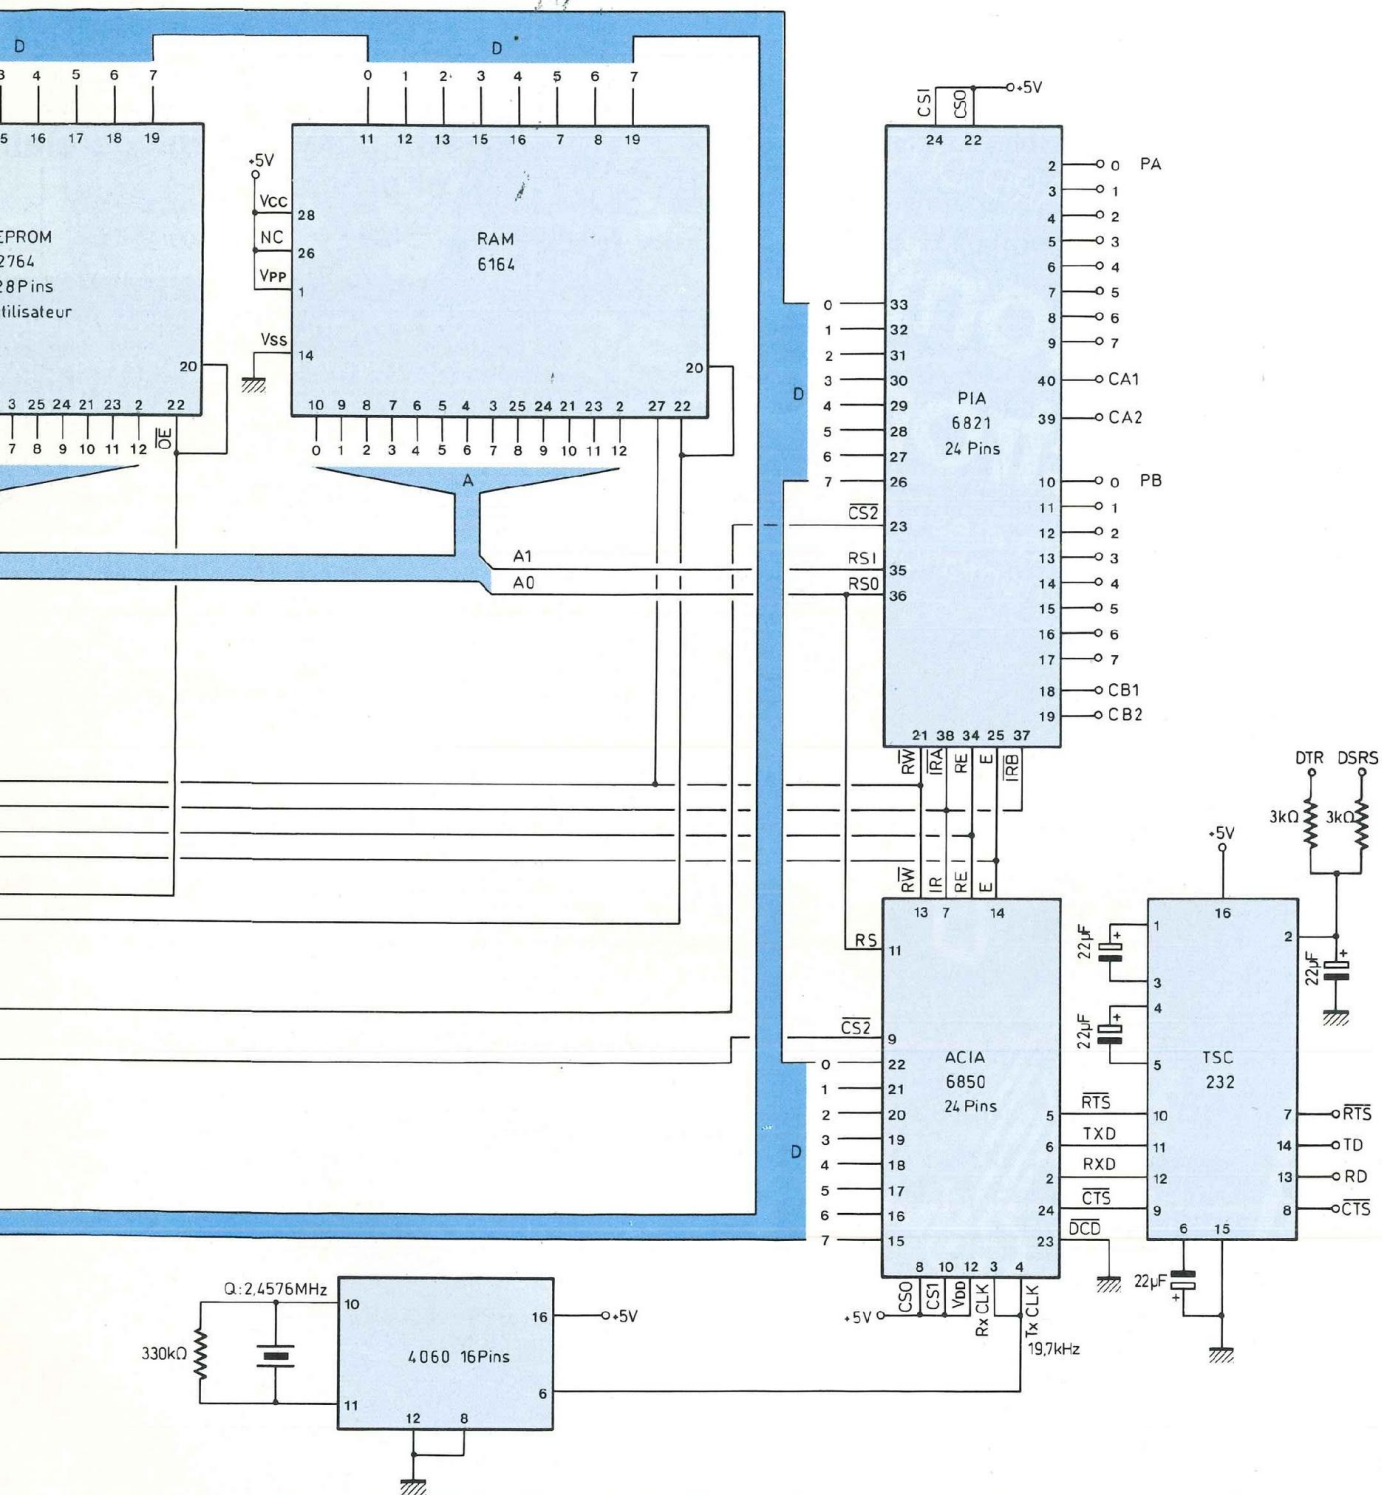 D
D
3 4 5 6 7
0 1 2 3 4 5 6 7
5 16 17 18 19
11 12 13 15 16 7 8 19
EPROM
2764
28Pins
tilisateur
20
3 25 24 21 23 2 22
7 8 9 10 11 12
OE
+5V
VCC
28
NC
26
VPP
1
VSS
14
RAM
6164
20
10 9 8 7 6 5 4 3 25 24 21 23 2 27 22
0 1 2 3 4 5 6 7 8 9 10 11 12
A
A1
A0
CS1
CS0
+5V
24 22
D
0 33
1 32
2 31
3 30
4 29
5 28
6 27
7 26
CS2
23
RS1
35
RS0
36
PIA
6821
24 Pins
2 0 PA
3 1
4 2
5 3
6 4
7 5
8 6
9 7
40 CA1
39 CA2
10 0 PB
11 1
12 2
13 3
14 4
15 5
16 6
17 7
18 CB1
19 CB2
21 38 34 25 37
RW IRA RE E IRB
RW IR RE E
13 7 14
RS
11
CS2
9
D
0 22
1 21
2 20
3 19
4 18
5 17
6 16
7 15
ACIA
6850
24 Pins
5 RTS 10
6 TXD 11
2 RXD 12
24 CTS 9
23 DCD
8 10 12 3 4
+5V
CS0 CS1 VDD Rx CLK Tx CLK
19,7kHz
DTR DSRS
3kΩ 3kΩ
+5V
16
1
22µF
3
4
22µF
5
2
22µF
TSC
232
7 RTS
14 TD
13 RD
8 CTS
6 15
22µF
Q:2,4576MHz
330kΩ
10
11
4060 16Pins
16
+5V
6
12 8